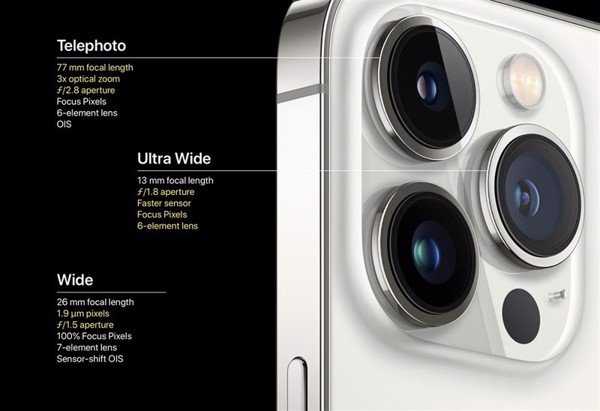 Telephoto
77 mm focal length
3x optical zoom
ƒ/2.8 aperture
Focus Pixels
6-element lens
OIS
Ultra Wide
13 mm focal length
ƒ/1.8 aperture
Faster sensor
Focus Pixels
6-element lens
Wide
26 mm focal length
1.9 µm pixels
ƒ/1.5 aperture
100% Focus Pixels
7-element lens
Sensor-shift OIS